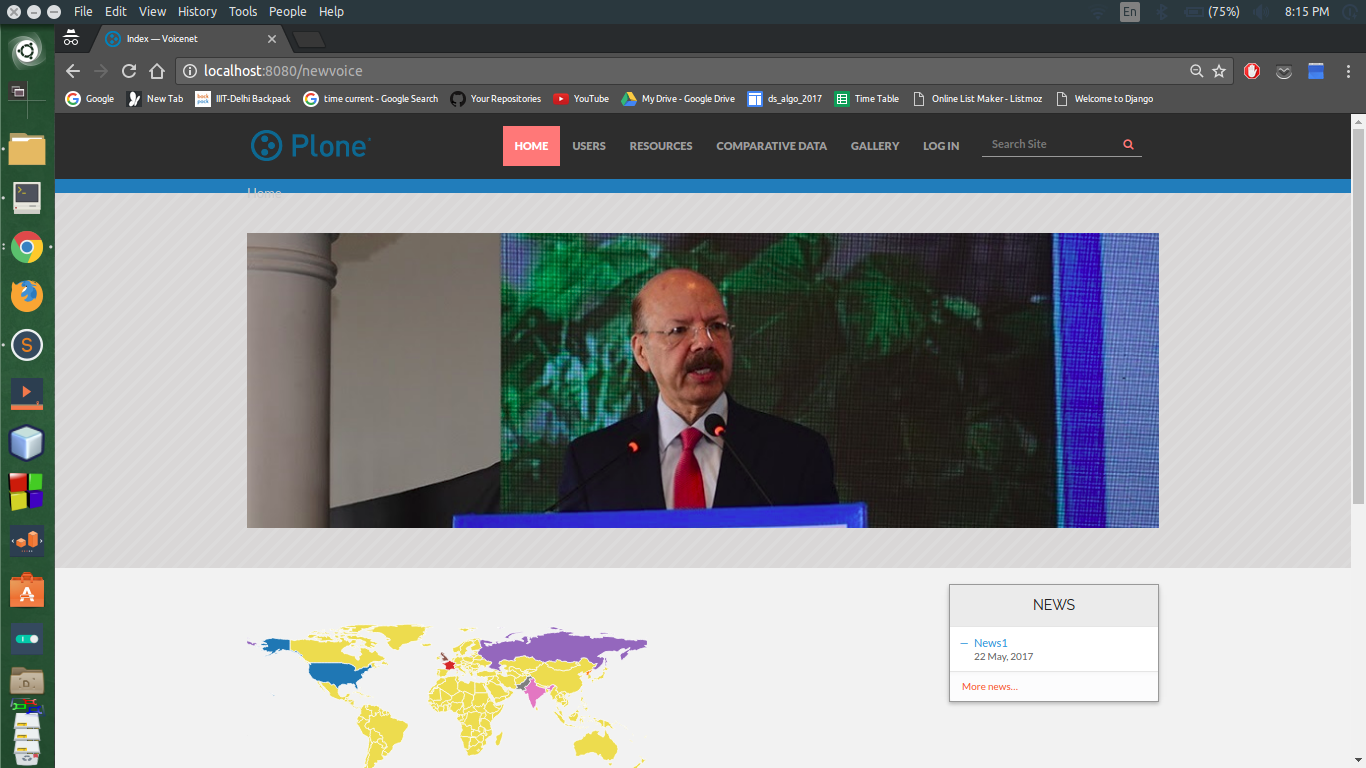 File Edit View History Tools People Help
En (75%) 8:15 PM
Index — Voicenet
localhost:8080/newvoice
Google New Tab back pack IIT-Delhi Backpack time current - Google Search Your Repositories YouTube My Drive - Google Drive ds_algo_2017 Time Table Online List Maker - Listmoz Welcome to Django
Plone
HOME USERS RESOURCES COMPARATIVE DATA GALLERY LOG IN Search Site
Home
NEWS
News1
22 May, 2017
More news...